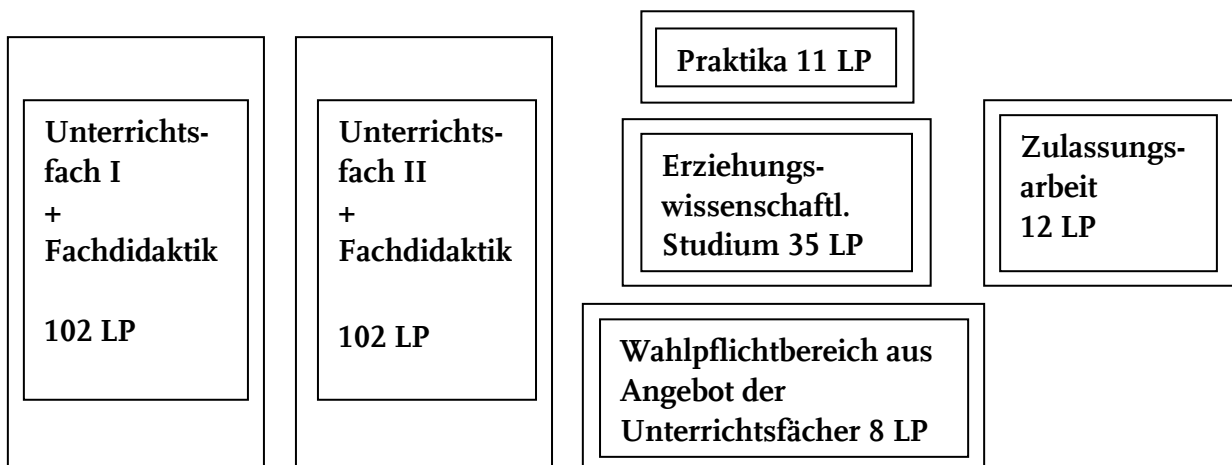 Unterrichts-
fach I
+
Fachdidaktik
102 LP
Unterrichts-
fach II
+
Fachdidaktik
102 LP
Praktika 11 LP
Erziehungs-
wissenschaftl.
Studium 35 LP
Wahlpflichtbereich aus
Angebot der
Unterrichtsfächer 8 LP
Zulassungs-
arbeit
12 LP